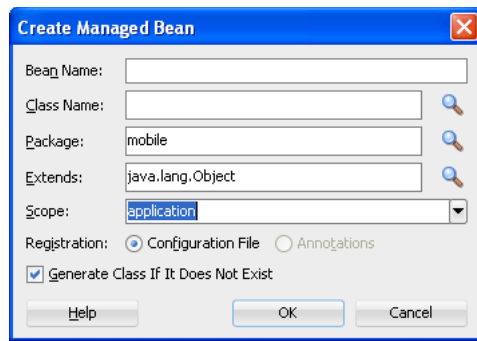 Create Managed Bean
Bean Name:
Class Name:
Package: mobile
Extends: java.lang.Object
Scope: application
Registration: Configuration File Annotations
Generate Class If It Does Not Exist
Help OK Cancel